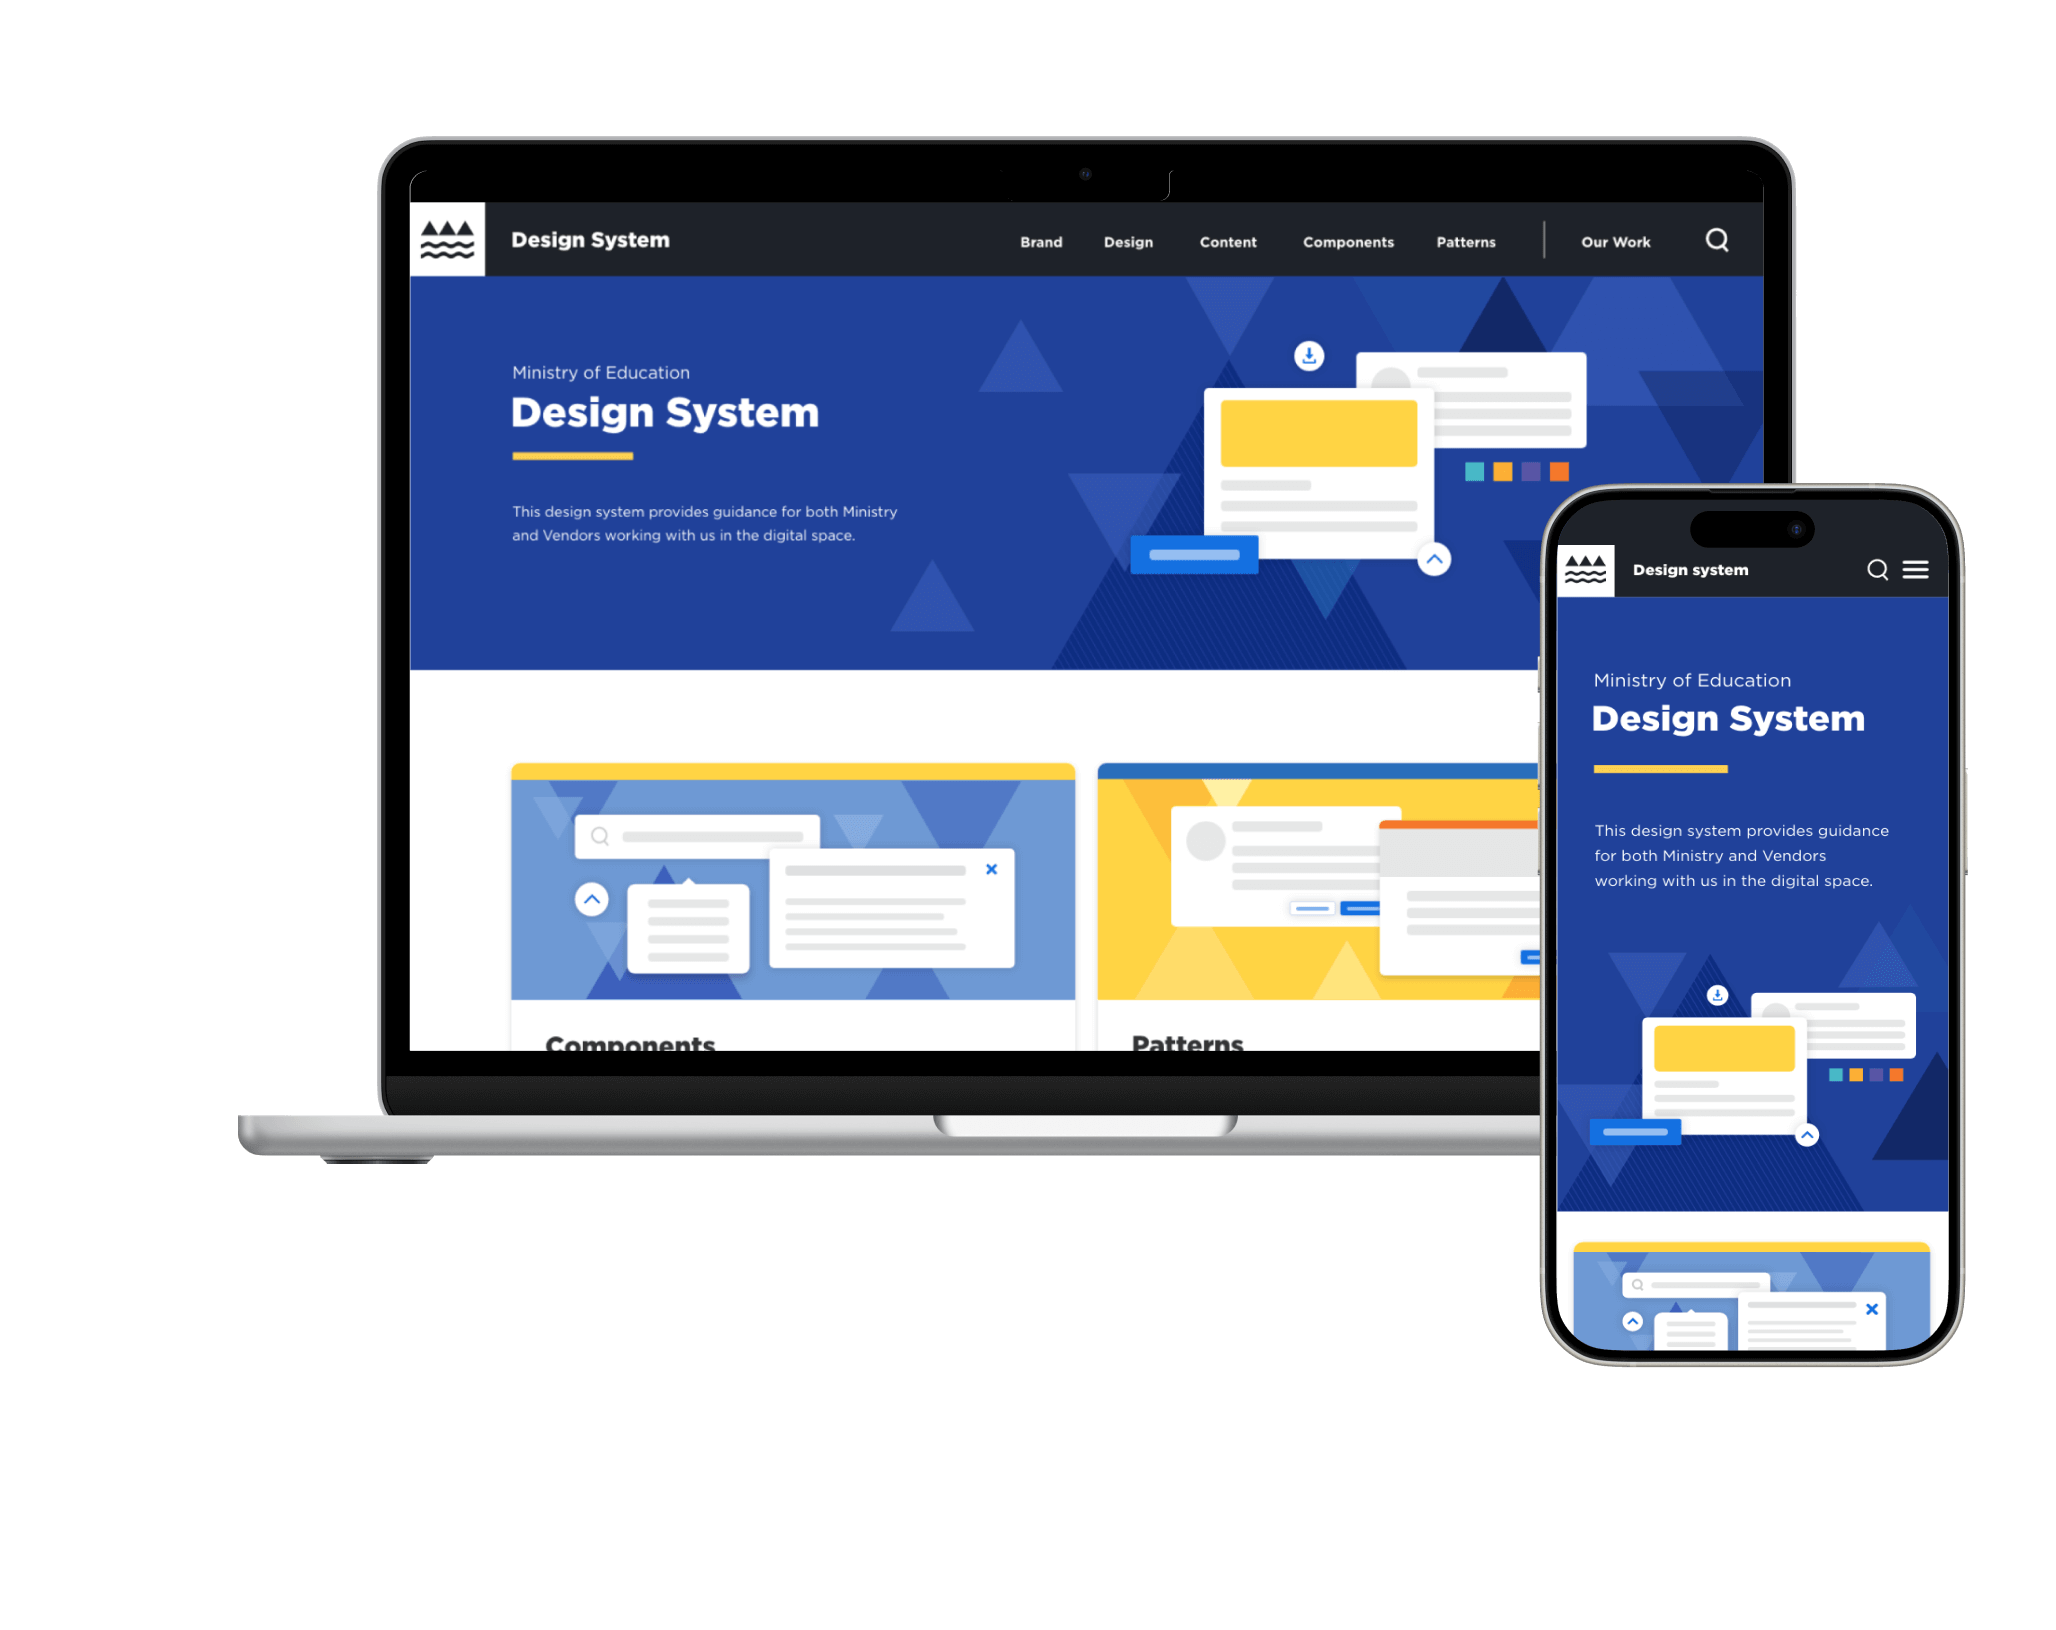 Design System
Brand
Design
Content
Components
Patterns
Our Work
Ministry of Education
Design System
This design system provides guidance for both Ministry
and Vendors working with us in the digital space.
Components
Patterns
Design system
Ministry of Education
Design System
This design system provides guidance
for both Ministry and Vendors
working with us in the digital space.